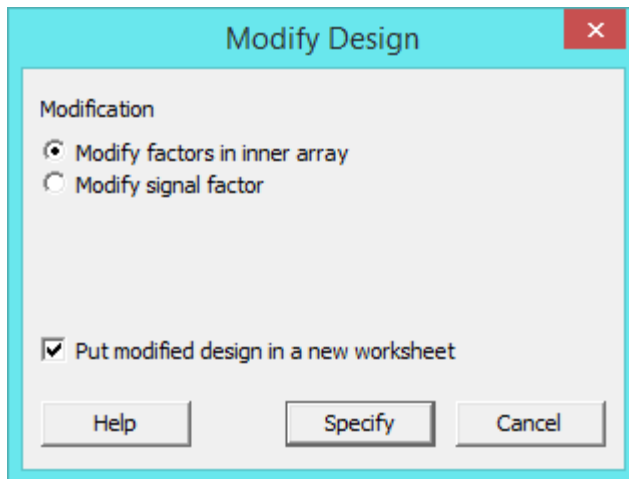 Modify Design
Modification
Modify factors in inner array
Modify signal factor
Put modified design in a new worksheet
Help Specify Cancel